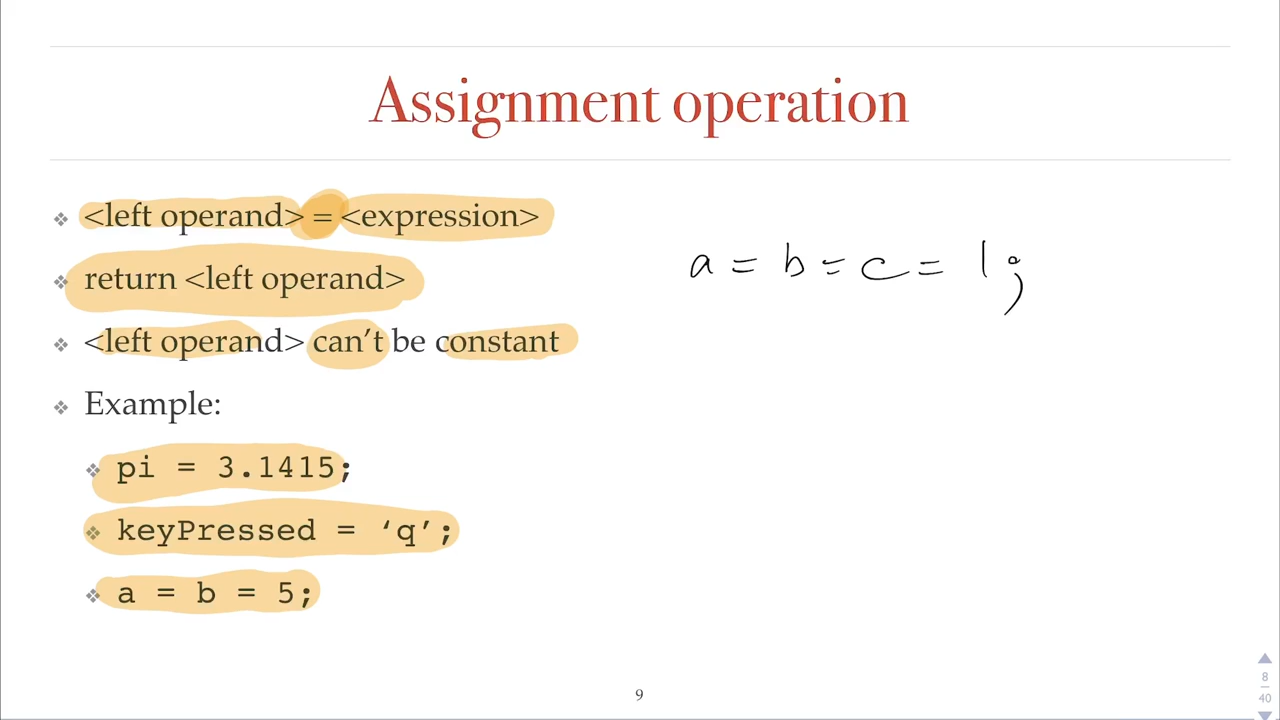 Assignment operation
❖ <left operand> = <expression>
❖ return <left operand>
❖ <left operand> can’t be constant
❖ Example:
❖ pi = 3.1415;
❖ keyPressed = ‘q’;
❖ a = b = 5;
a = b = c = 1;
9
8
40